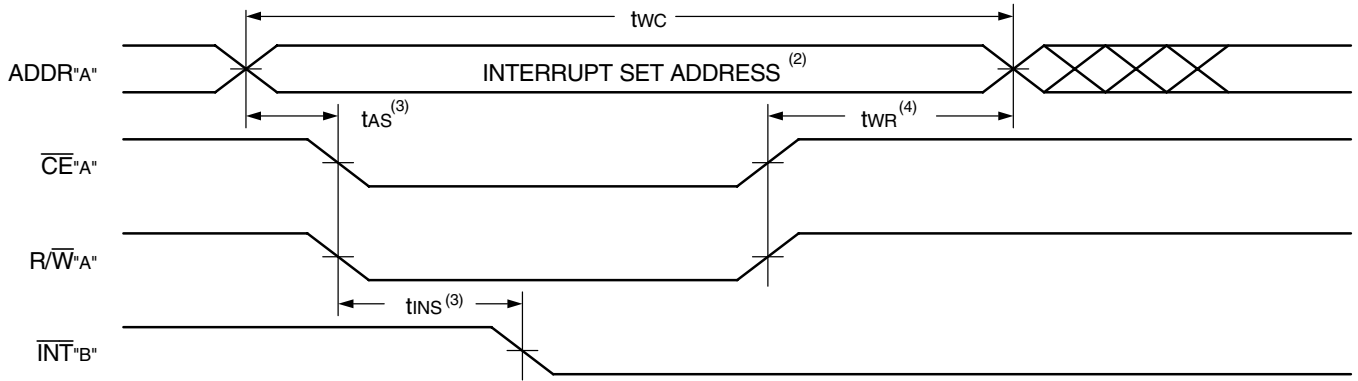 tWC
ADDR"A"
INTERRUPT SET ADDRESS (2)
tAS(3)
tWR(4)
CE"A"
R/W"A"
tINS(3)
INT"B"